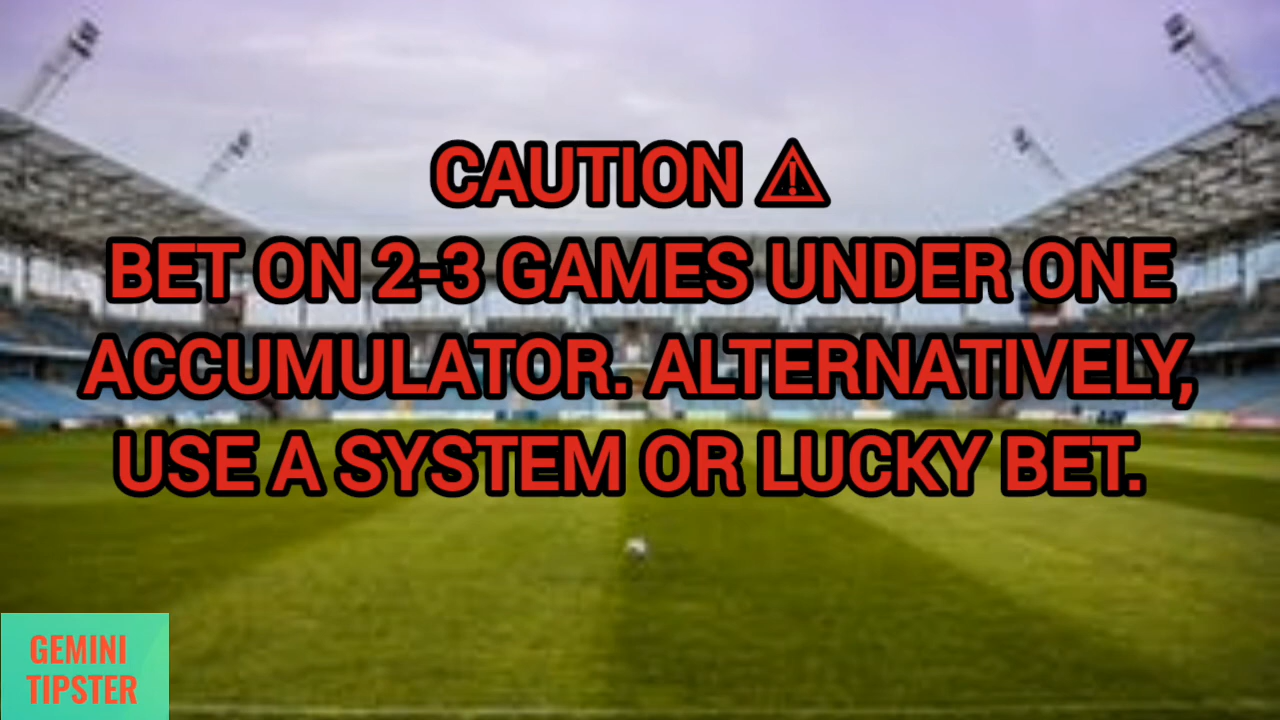 CAUTION ⚠
BET ON 2-3 GAMES UNDER ONE
ACCUMULATOR. ALTERNATIVELY,
USE A SYSTEM OR LUCKY BET.
GEMINI
TIPSTER